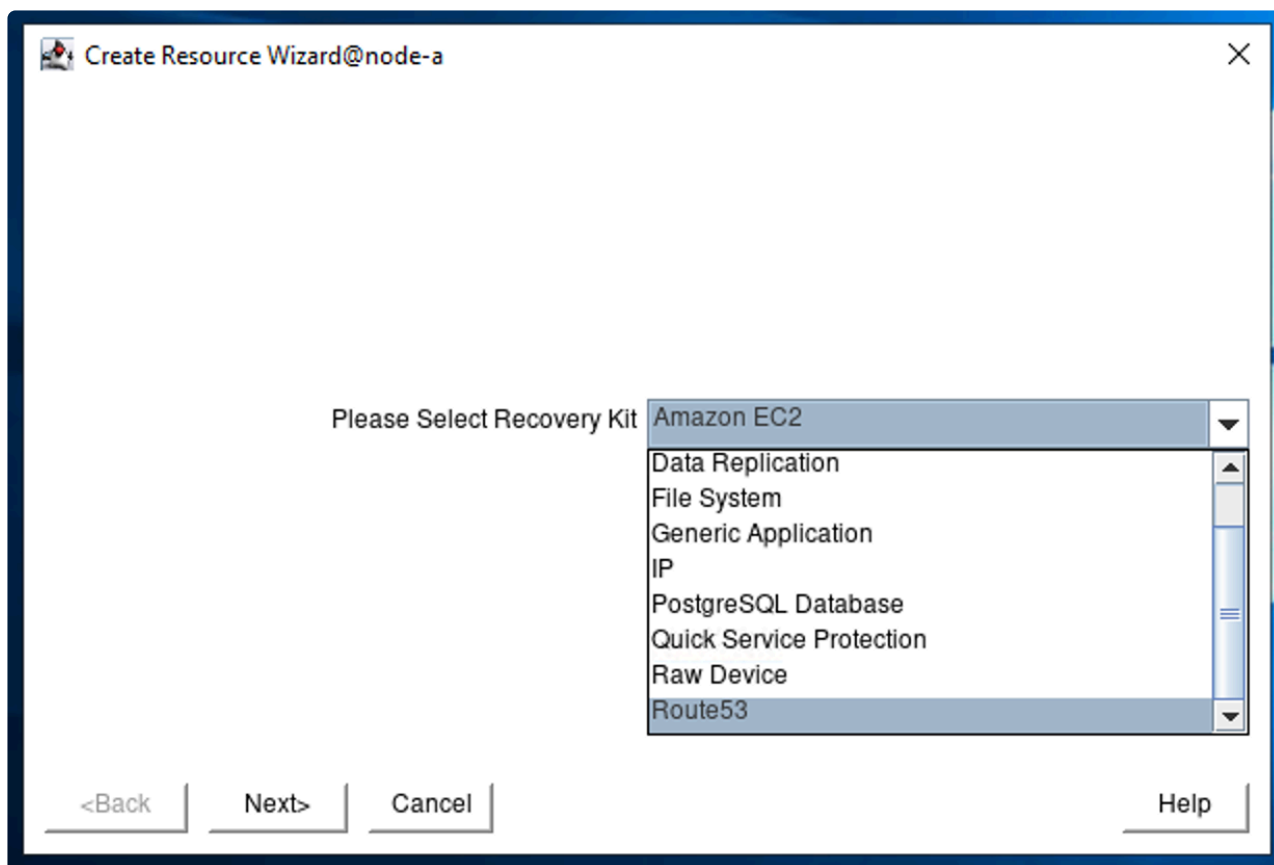 Create Resource Wizard@node-a
Please Select Recovery Kit Amazon EC2
Data Replication
File System
Generic Application
IP
PostgreSQL Database
Quick Service Protection
Raw Device
Route53
<Back Next> Cancel Help